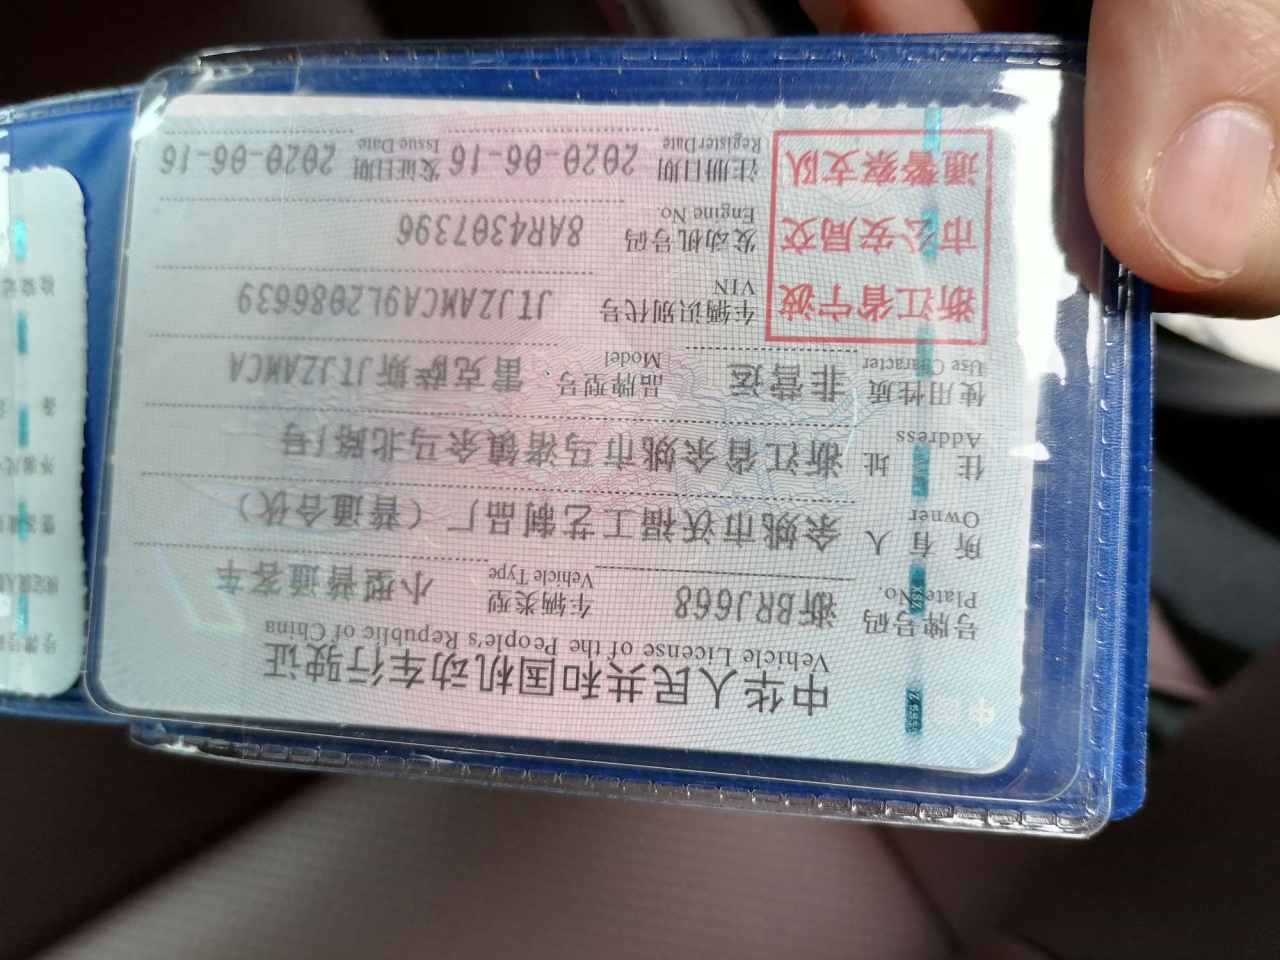 中华人民共和国机动车行驶证
Vehicle License of the People's Republic of China
号牌号码 浙BRJ668 车辆类型 小型普通客车
Plate No. Vehicle Type
所有人 余姚市沃福工艺制品厂（普通合伙）
Owner
住址 浙江省余姚市马渚镇余马北路1号
Address
使用性质 非营运 品牌型号 雷克萨斯JTJZAMCA
Use Character Model
浙江省宁波
市公安局交
通警察支队
车辆识别代号 JTJZAMCA9L2086639
VIN
发动机号码 8AR4307396
Engine No.
注册日期 2020-06-16 发证日期 2020-06-16
Register Date Issue Date
号牌号